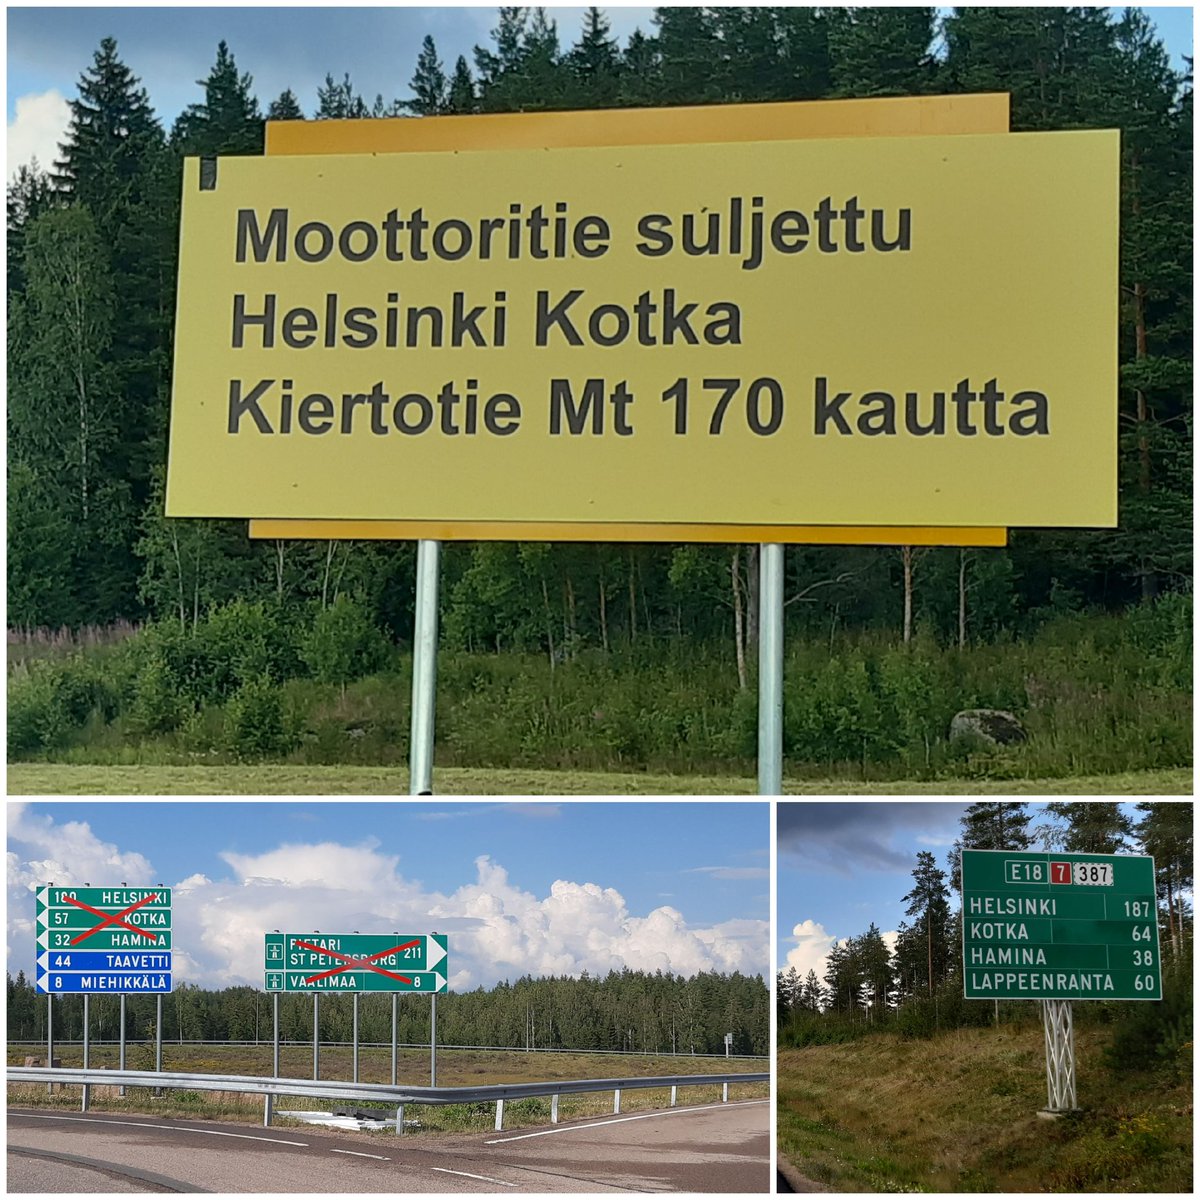 Moottoritie suljettu
Helsinki Kotka
Kiertotie Mt 170 kautta
180 HELSINKI
57 KOTKA
32 HAMINA
44 TAAVETTI
8 MIEHIKKÄLÄ
PIETARI
ST PETERSBURG 211
VAALIMAA 8
E18 7 387
HELSINKI 187
KOTKA 64
HAMINA 38
LAPPEENRANTA 60